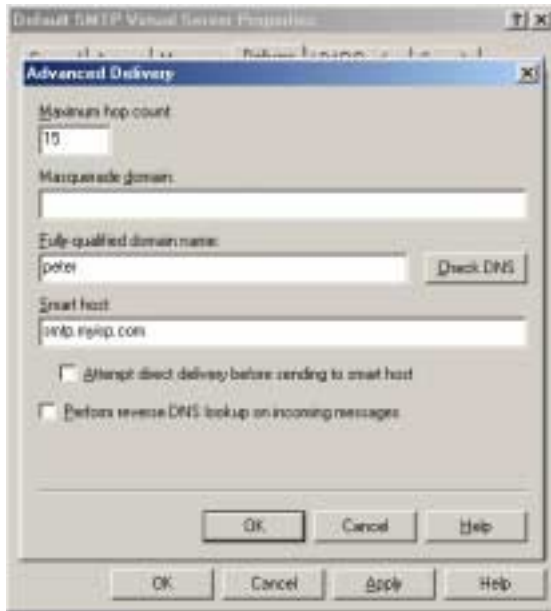 Default SMTP Virtual Server Properties
Delivery
Advanced Delivery
Maximum hop count
15
Masquerade domain:
Fully-qualified domain name:
peter
Check DNS
Smart host:
smtp.myisp.com
Attempt direct delivery before sending to smart host
Perform reverse DNS lookup on incoming messages
OK Cancel Help
OK Cancel Apply Help